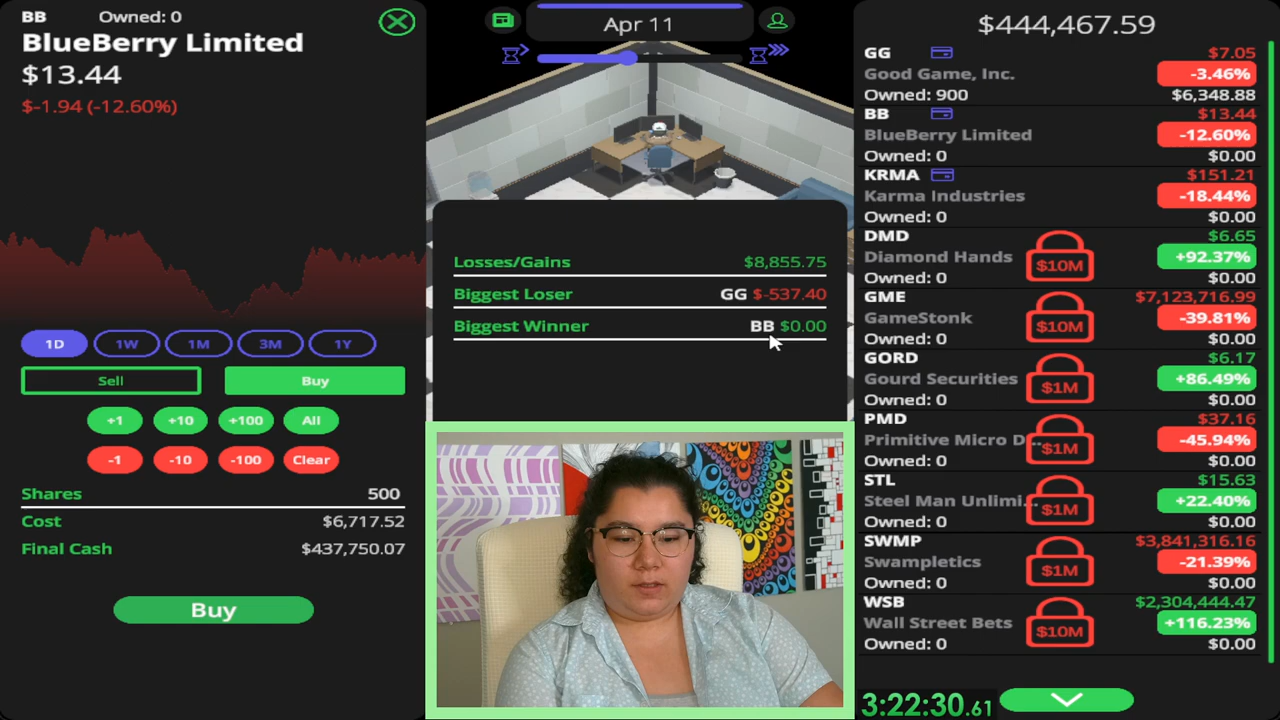 BB Owned: 0
BlueBerry Limited
$13.44
$-1.94 (-12.60%)
1D 1W 1M 3M 1Y
Sell Buy
+1 +10 +100 All
-1 -10 -100 Clear
Shares 500
Cost $6,717.52
Final Cash $437,750.07
Buy
Apr 11
Losses/Gains $8,855.75
Biggest Loser GG $-537.40
Biggest Winner BB $0.00
$444,467.59
GG $7.05
Good Game, Inc. -3.46%
Owned: 900 $6,348.88
BB $13.44
BlueBerry Limited -12.60%
Owned: 0 $0.00
KRMA $151.21
Karma Industries -18.44%
Owned: 0 $0.00
DMD $6.65
Diamond Hands $10M +92.37%
Owned: 0 $0.00
GME $7,123,716.99
GameStonk $10M -39.81%
Owned: 0 $0.00
GORD $6.17
Gourd Securities $1M +86.49%
Owned: 0 $0.00
PMD $37.16
Primitive Micro D... $1M -45.94%
Owned: 0 $0.00
STL $15.63
Steel Man Unlimi... $1M +22.40%
Owned: 0 $0.00
SWMP $3,841,316.16
Swampletics $1M -21.39%
Owned: 0 $0.00
WSB $2,304,444.47
Wall Street Bets $10M +116.23%
Owned: 0 $0.00
3:22:30.61